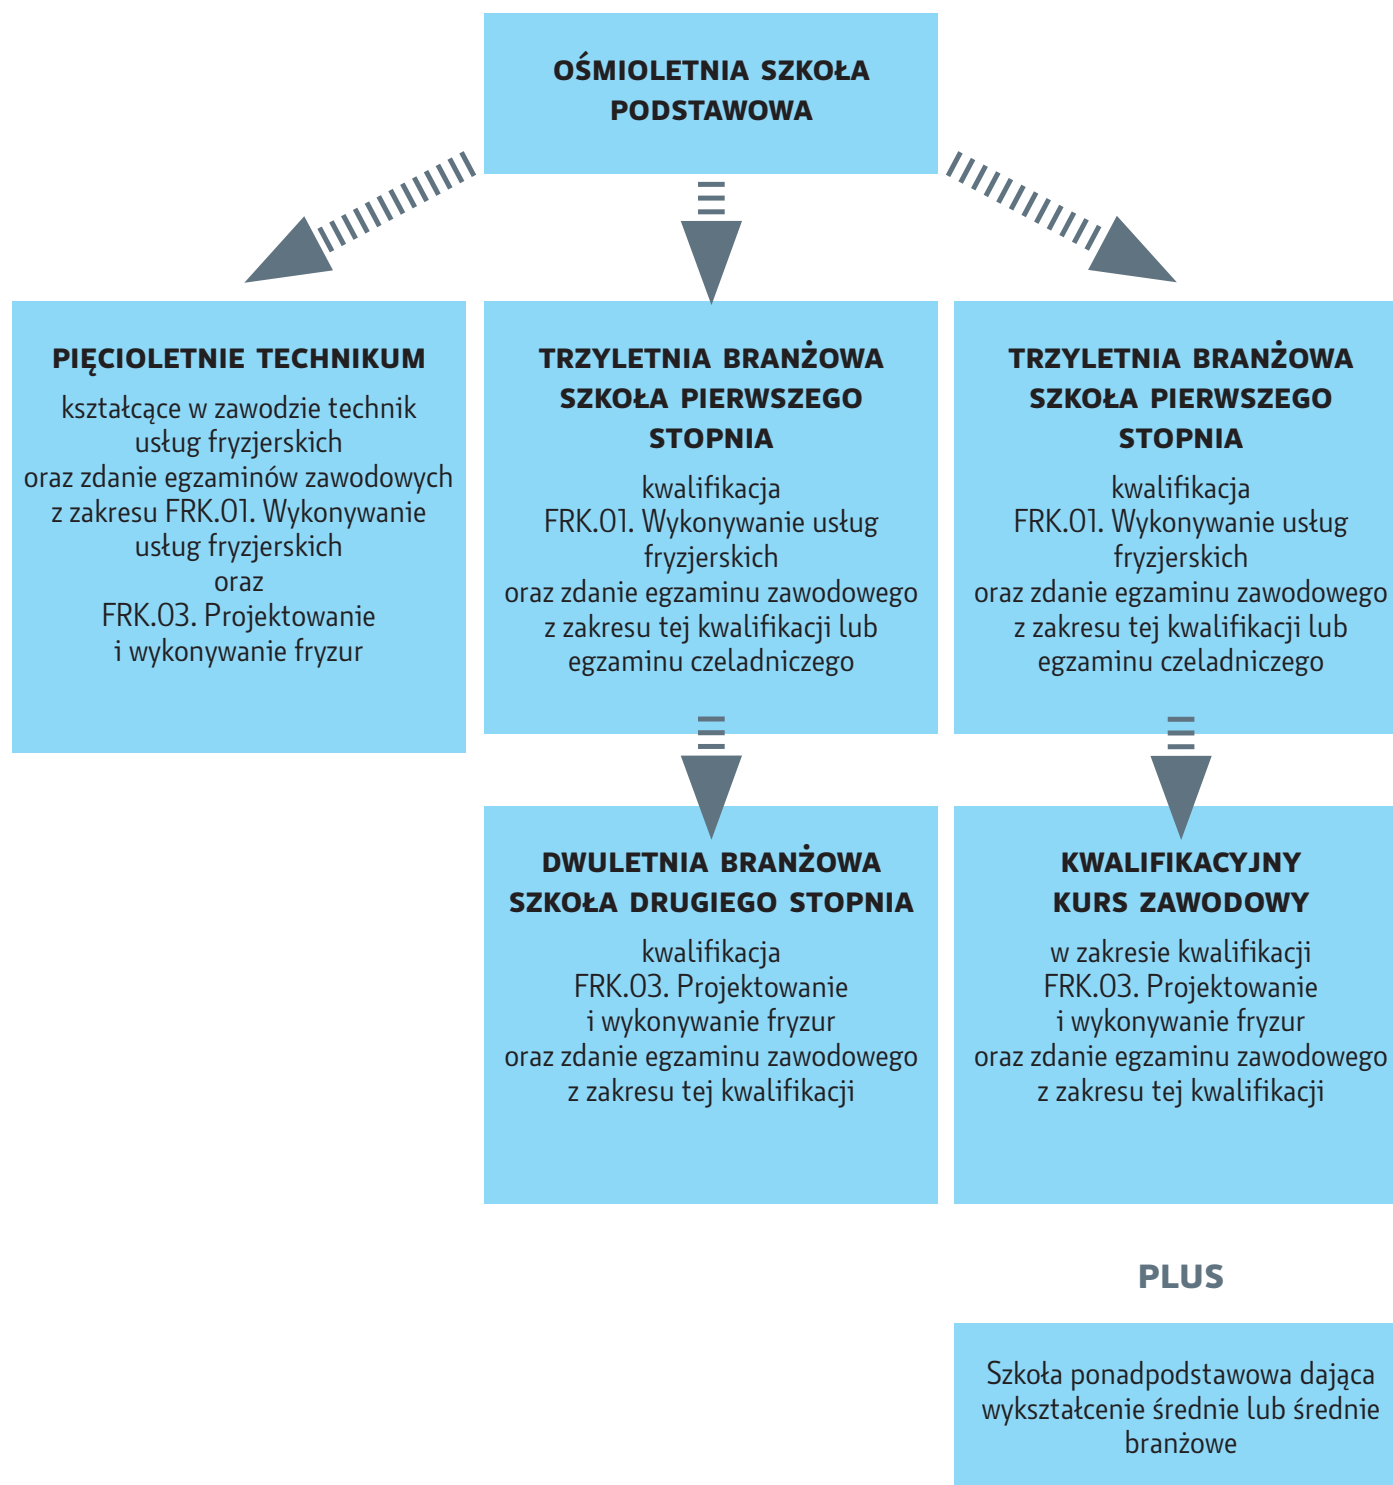 OŚMIOLETNIA SZKOŁA
PODSTAWOWA
PIĘCIOLETNIE TECHNIKUM
kształcące w zawodzie technik
usług fryzjerskich
oraz zdanie egzaminów zawodowych
z zakresu FRK.01. Wykonywanie
usług fryzjerskich
oraz
FRK.03. Projektowanie
i wykonywanie fryzur
TRZYLETNIA BRANŻOWA
SZKOŁA PIERWSZEGO
STOPNIA
kwalifikacja
FRK.01. Wykonywanie usług
fryzjerskich
oraz zdanie egzaminu zawodowego
z zakresu tej kwalifikacji lub
egzaminu czeladniczego
TRZYLETNIA BRANŻOWA
SZKOŁA PIERWSZEGO
STOPNIA
kwalifikacja
FRK.01. Wykonywanie usług
fryzjerskich
oraz zdanie egzaminu zawodowego
z zakresu tej kwalifikacji lub
egzaminu czeladniczego
DWULETNIA BRANŻOWA
SZKOŁA DRUGIEGO STOPNIA
kwalifikacja
FRK.03. Projektowanie
i wykonywanie fryzur
oraz zdanie egzaminu zawodowego
z zakresu tej kwalifikacji
KWALIFIKACYJNY
KURS ZAWODOWY
w zakresie kwalifikacji
FRK.03. Projektowanie
i wykonywanie fryzur
oraz zdanie egzaminu zawodowego
z zakresu tej kwalifikacji
PLUS
Szkoła ponadpodstawowa dająca
wykształcenie średnie lub średnie
branżowe